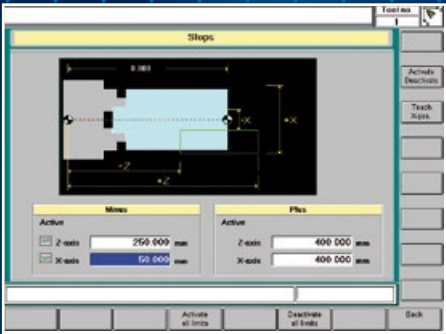 Tool no.
1
Stops
0.000
-X
+X
-Z
+Z
Activate
Deactivate
Teach
X-pos.
Minus
Plus
Active
Active
Z-axis 250.000 mm
Z-axis 400.000 mm
X-axis 50.000 mm
X-axis 400.000 mm
Activate
all limits
Deactivate
all limits
Back